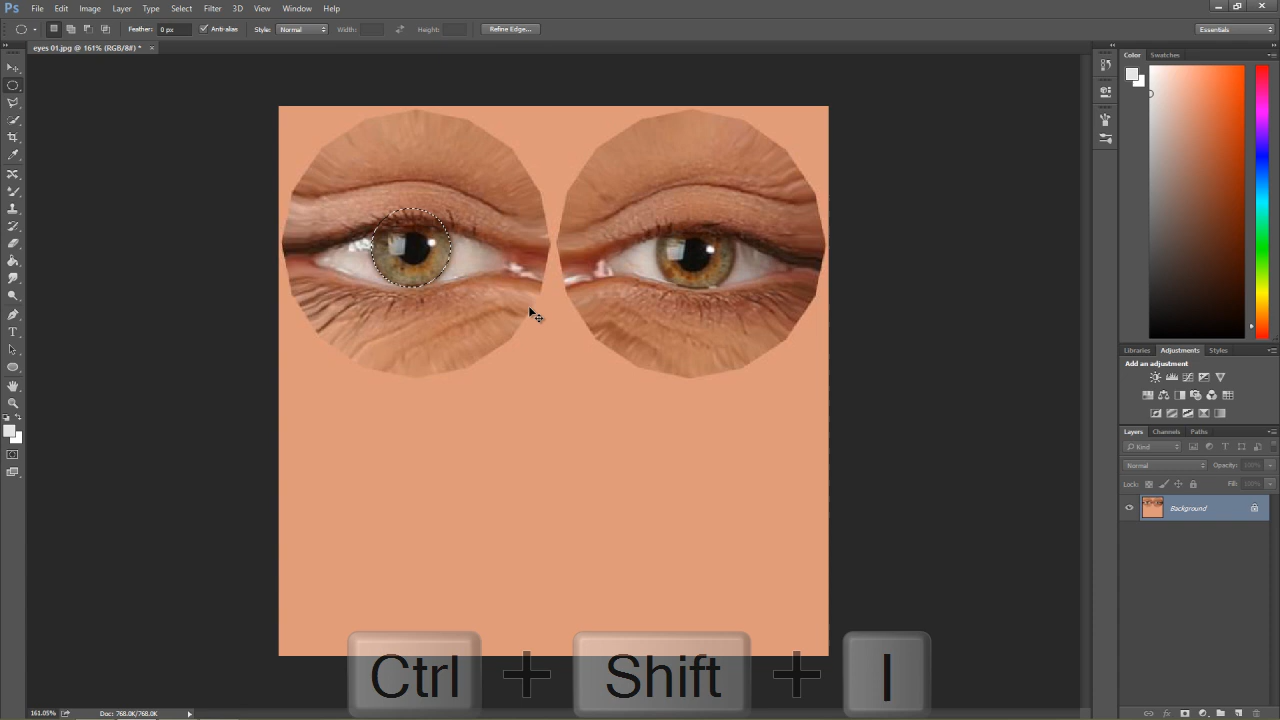 Ps File Edit Image Layer Type Select Filter 3D View Window Help
Feather: 0 px Anti-alias Style: Normal Width: Height: Refine Edge... Essentials
eyes 01.jpg @ 161% (RGB/8#) * ×
Color Swatches
Libraries Adjustments Styles
Add an adjustment
Layers Channels Paths
Kind
Normal Opacity: 100%
Lock: Fill: 100%
Background
Ctrl + Shift + I
161.05% Doc: 768.0K/768.0K